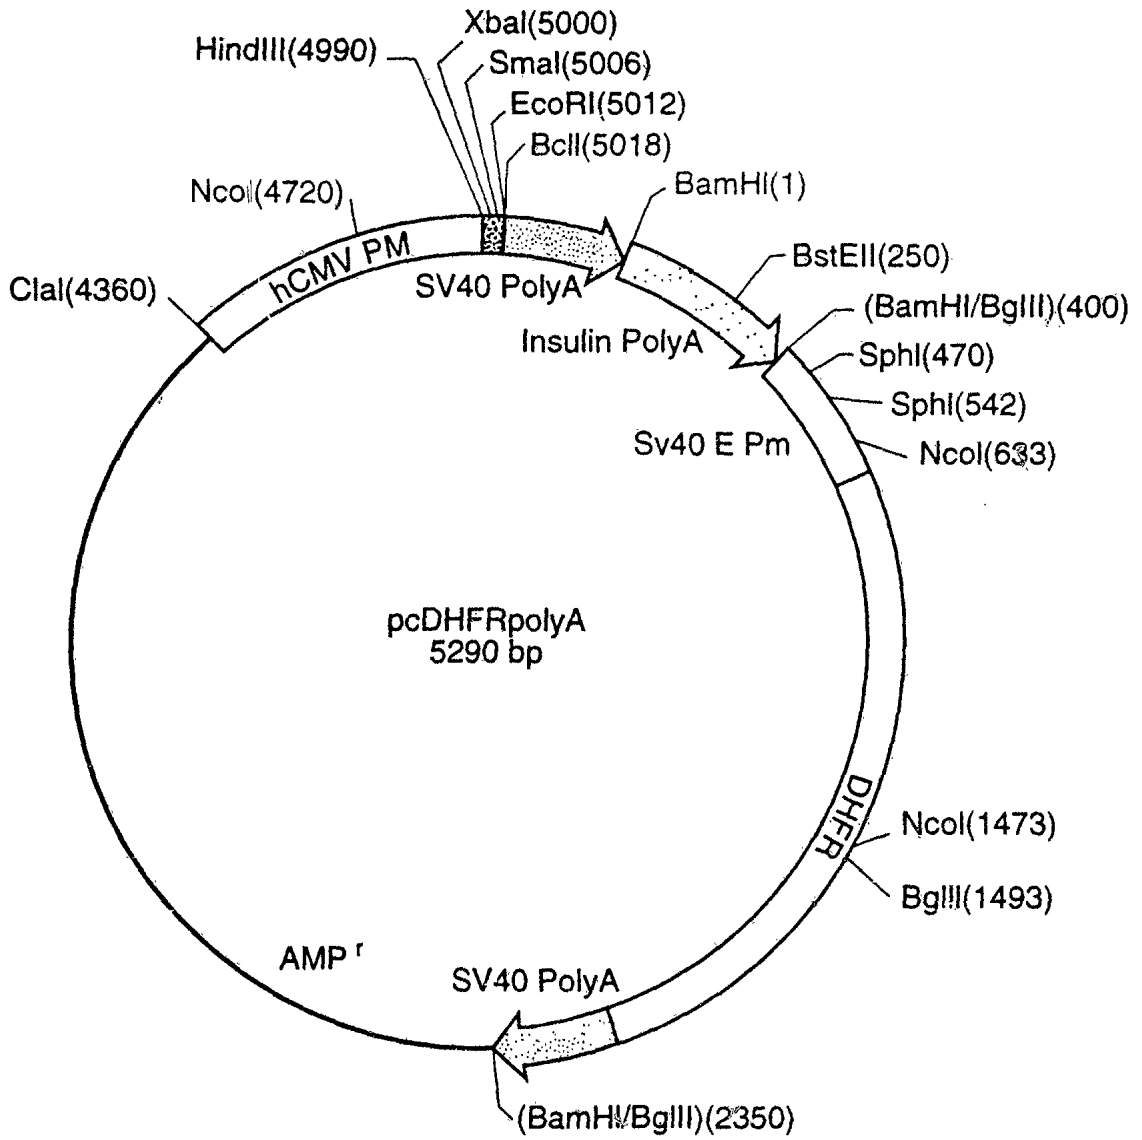 XbaI(5000)
HindIII(4990)
SmaI(5006)
EcoRI(5012)
BclI(5018)
BamHI(1)
NcoI(4720)
BstEII(250)
hCMV PM
ClaI(4360)
SV40 PolyA
(BamHI/BglII)(400)
Insulin PolyA
SphI(470)
SphI(542)
Sv40 E Pm
NcoI(633)
pcDHFRpolyA
5290 bp
DHFR
NcoI(1473)
BglII(1493)
AMP r
SV40 PolyA
(BamHI/BglII)(2350)